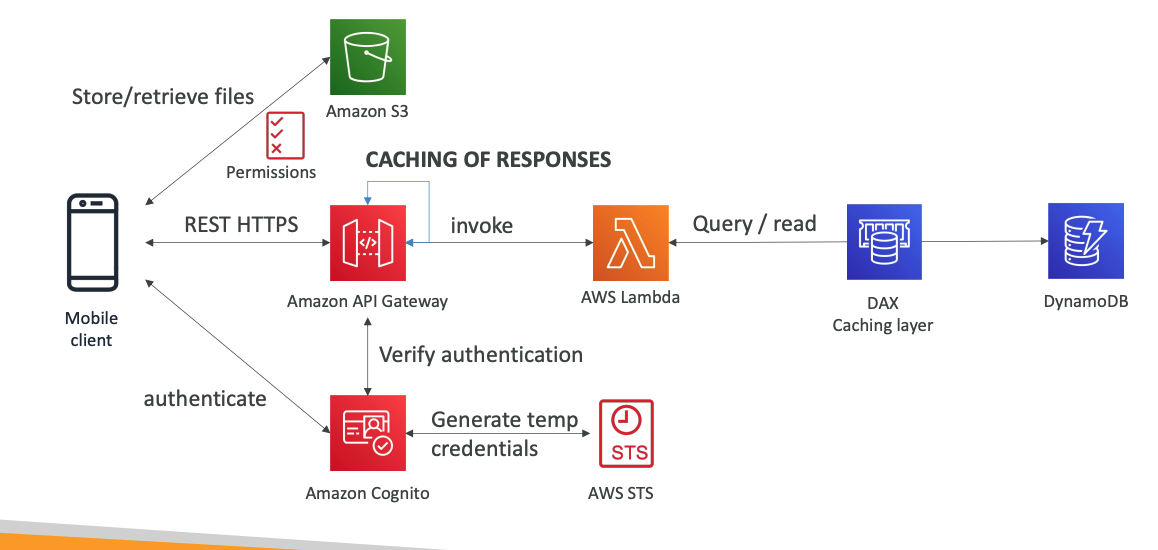 Store/retrieve files
Amazon S3
Permissions
CACHING OF RESPONSES
REST HTTPS
invoke
Query / read
Mobile
client
Amazon API Gateway
AWS Lambda
DAX
Caching layer
DynamoDB
Verify authentication
authenticate
Generate temp
credentials
STS
Amazon Cognito
AWS STS